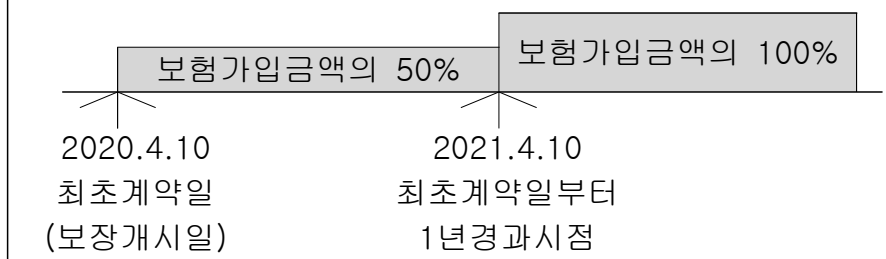 보험가입금액의 50%
보험가입금액의 100%
2020.4.10
최초계약일
(보장개시일)
2021.4.10
최초계약일부터
1년경과시점